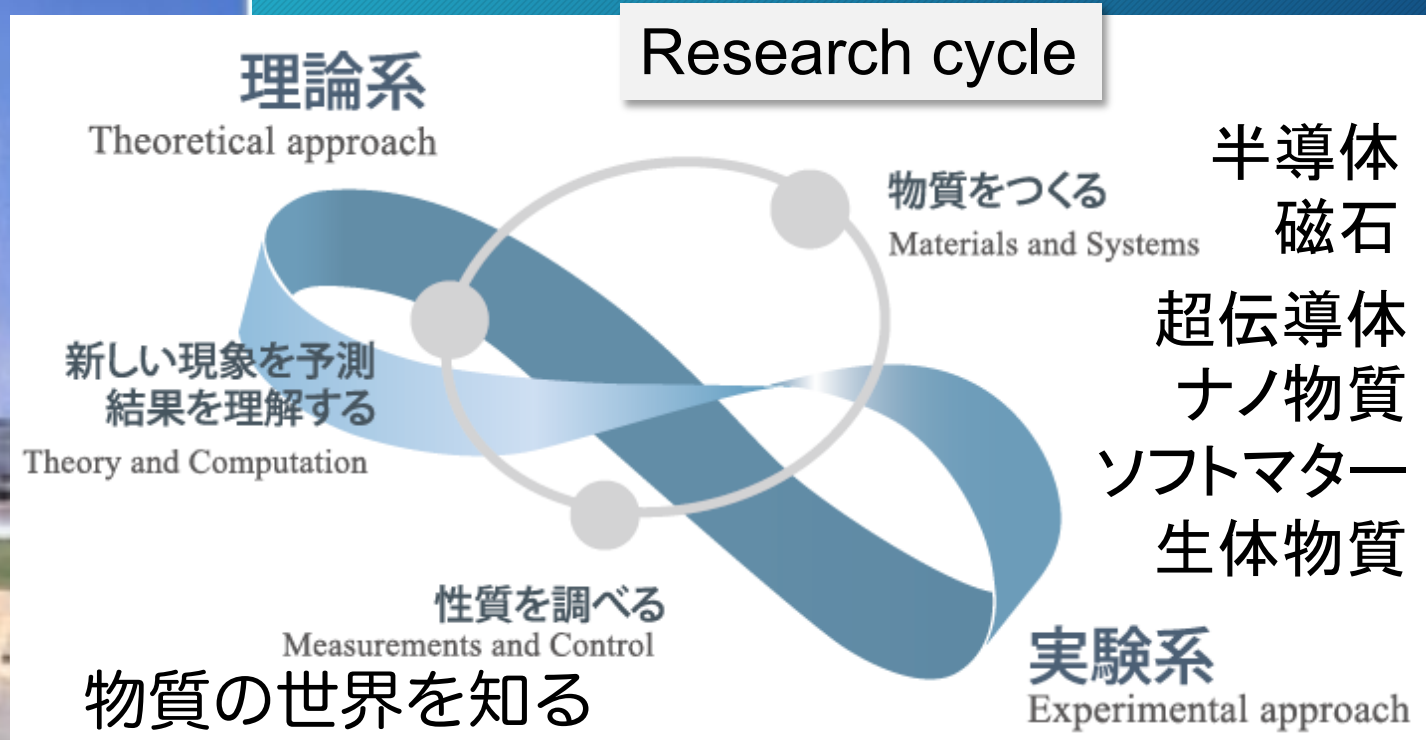 Research cycle
理論系
Theoretical approach
物質をつくる
Materials and Systems
半導体
磁石
超伝導体
ナノ物質
ソフトマター
生体物質
新しい現象を予測
結果を理解する
Theory and Computation
性質を調べる
Measurements and Control
物質の世界を知る
実験系
Experimental approach